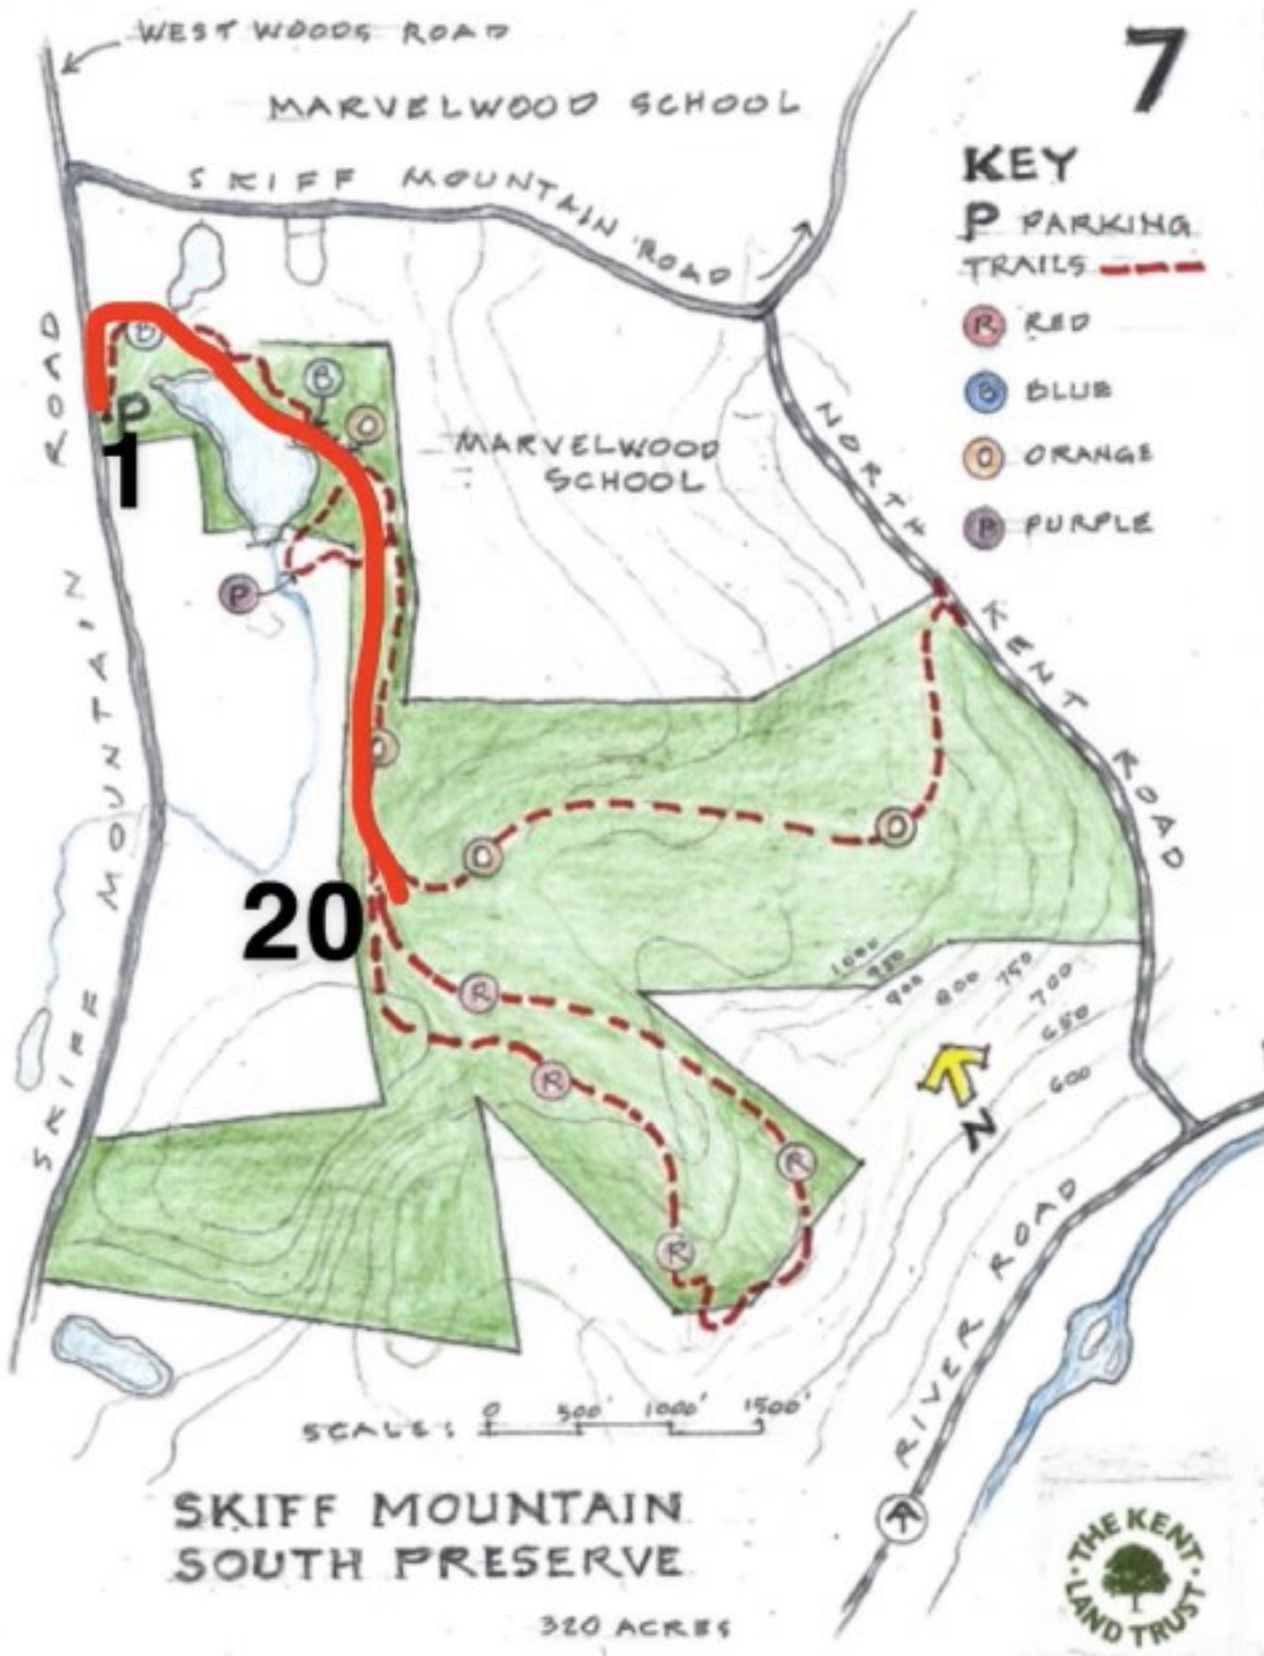 WEST WOODS ROAD
7
MARVELWOOD SCHOOL
SKIFF MOUNTAIN ROAD
KEY
P PARKING
TRAILS
R RED
B BLUE
O ORANGE
P PURPLE
B
B
O
P
1
MARVELWOOD
SCHOOL
NORTH KENT ROAD
P
SKIFF MOUNTAIN ROAD
O
O
O
20
R
R
R
R
1000
950
900
800
750
700
650
600
N
RIVER ROAD
SCALE: 0 500' 1000' 1500'
SKIFF MOUNTAIN
SOUTH PRESERVE
320 ACRES
THE KENT
LAND TRUST